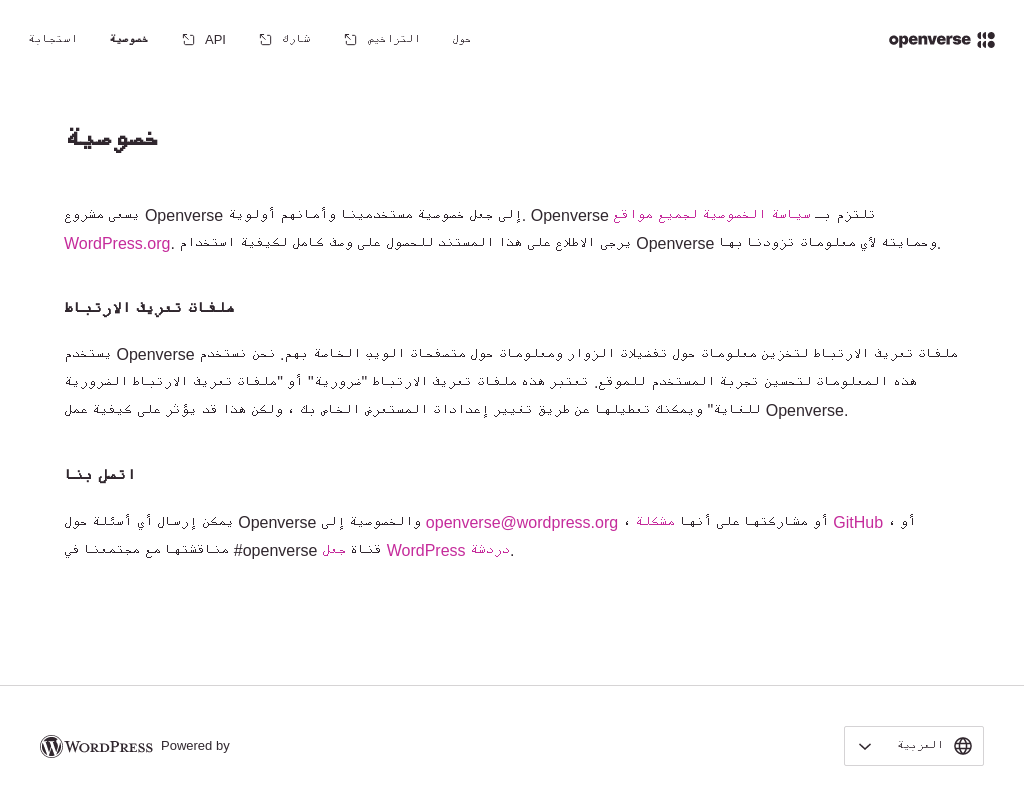 openverse
حول
التراخيص
شارك
API
خصوصية
استجابة
خصوصية
يسعى مشروع Openverse إلى جعل خصوصية مستخدمينا وأمانهم أولوية. Openverse تلتزم بـ سياسة الخصوصية لجميع مواقع
WordPress.org. يرجى الاطلاع على هذا المستند للحصول على وصف كامل لكيفية استخدام Openverse وحمايته لأي معلومات تزودنا بها.
ملفات تعريف الارتباط
يستخدم Openverse ملفات تعريف الارتباط لتخزين معلومات حول تفضيلات الزوار ومعلومات حول متصفحات الويب الخاصة بهم. نحن نستخدم
هذه المعلومات لتحسين تجربة المستخدم للموقع. تعتبر هذه ملفات تعريف الارتباط "ضرورية" أو "ملفات تعريف الارتباط الضرورية
للغاية" ويمكنك تعطيلها عن طريق تغيير إعدادات المستعرض الخاص بك ، ولكن هذا قد يؤثر على كيفية عمل Openverse.
اتصل بنا
يمكن إرسال أي أسئلة حول Openverse والخصوصية إلى openverse@wordpress.org ، أو مشاركتها على أنها مشكلة GitHub ، أو
مناقشتها مع مجتمعنا في #openverse قناة جعل WordPress دردشة.
العربية
Powered by WORDPRESS